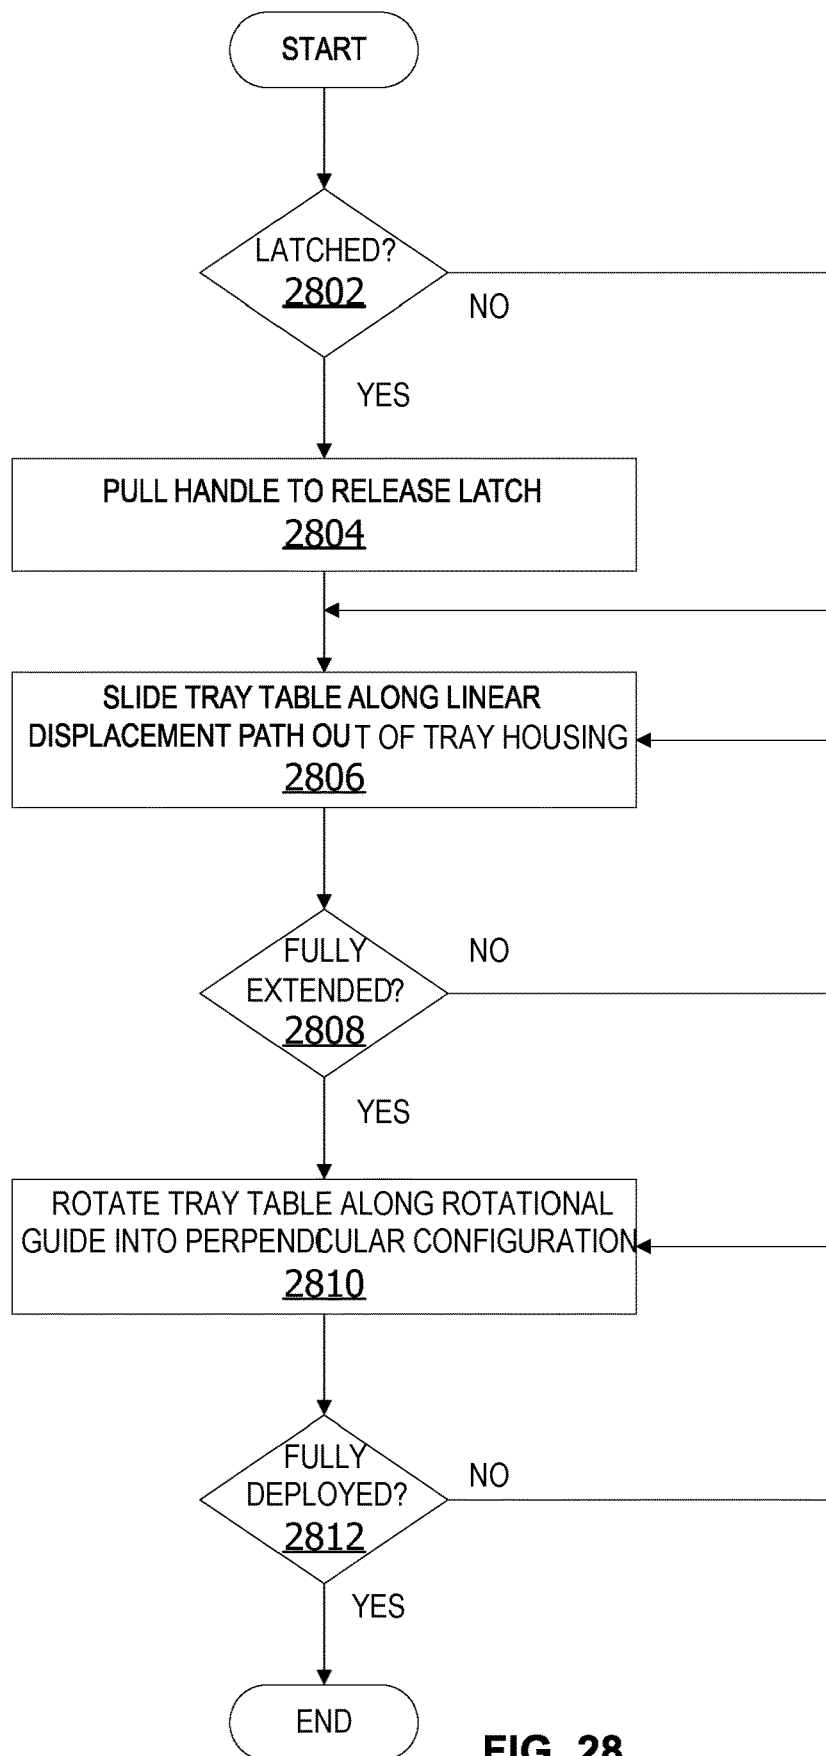 START
LATCHED?
2802
NO
YES
PULL HANDLE TO RELEASE LATCH
2804
SLIDE TRAY TABLE ALONG LINEAR
DISPLACEMENT PATH OUT OF TRAY HOUSING
2806
FULLY
EXTENDED?
2808
NO
YES
ROTATE TRAY TABLE ALONG ROTATIONAL
GUIDE INTO PERPENDICULAR CONFIGURATION
2810
FULLY
DEPLOYED?
2812
NO
YES
END
FIG. 28